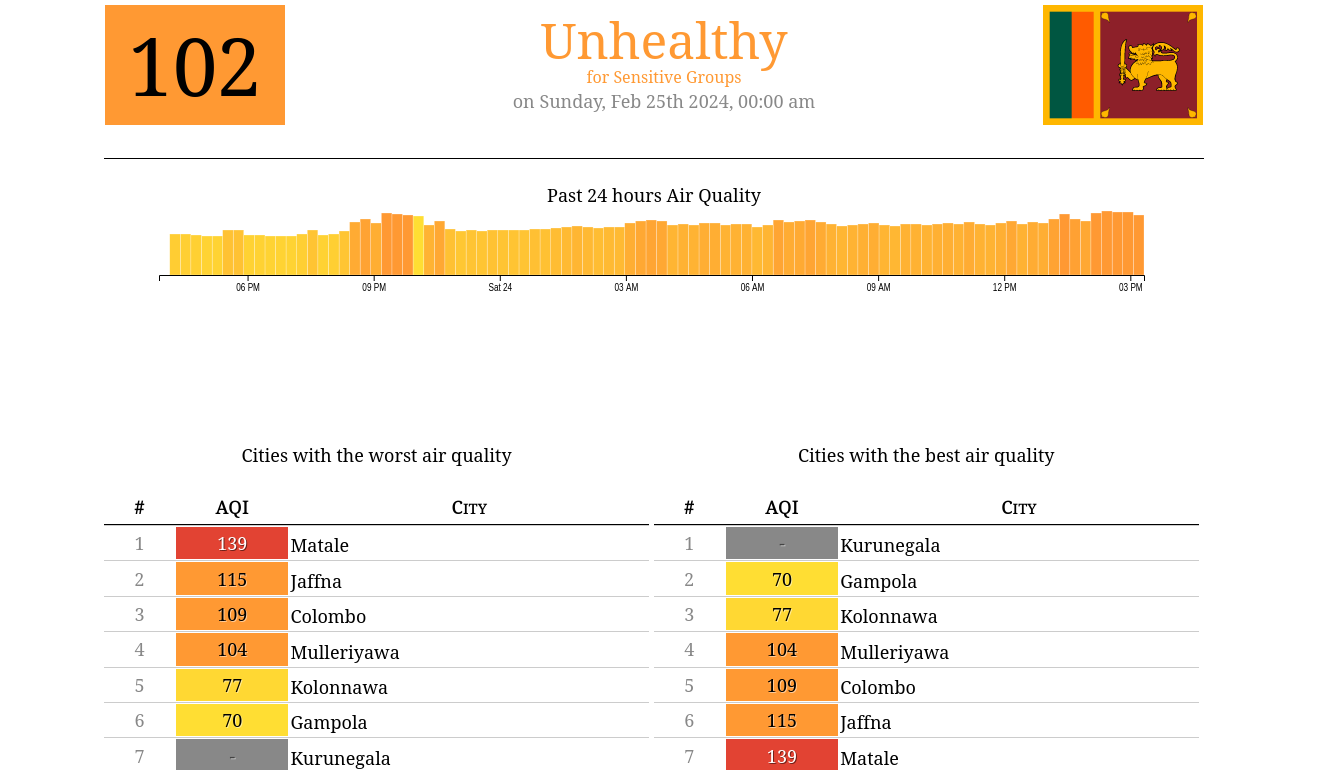 102
Unhealthy
for Sensitive Groups
on Sunday, Feb 25th 2024, 00:00 am
Past 24 hours Air Quality
06 PM 09 PM Sat 24 03 AM 06 AM 09 AM 12 PM 03 PM
Cities with the worst air quality
# AQI City
1 139 Matale
2 115 Jaffna
3 109 Colombo
4 104 Mulleriyawa
5 77 Kolonnawa
6 70 Gampola
7 - Kurunegala
Cities with the best air quality
# AQI City
1 - Kurunegala
2 70 Gampola
3 77 Kolonnawa
4 104 Mulleriyawa
5 109 Colombo
6 115 Jaffna
7 139 Matale